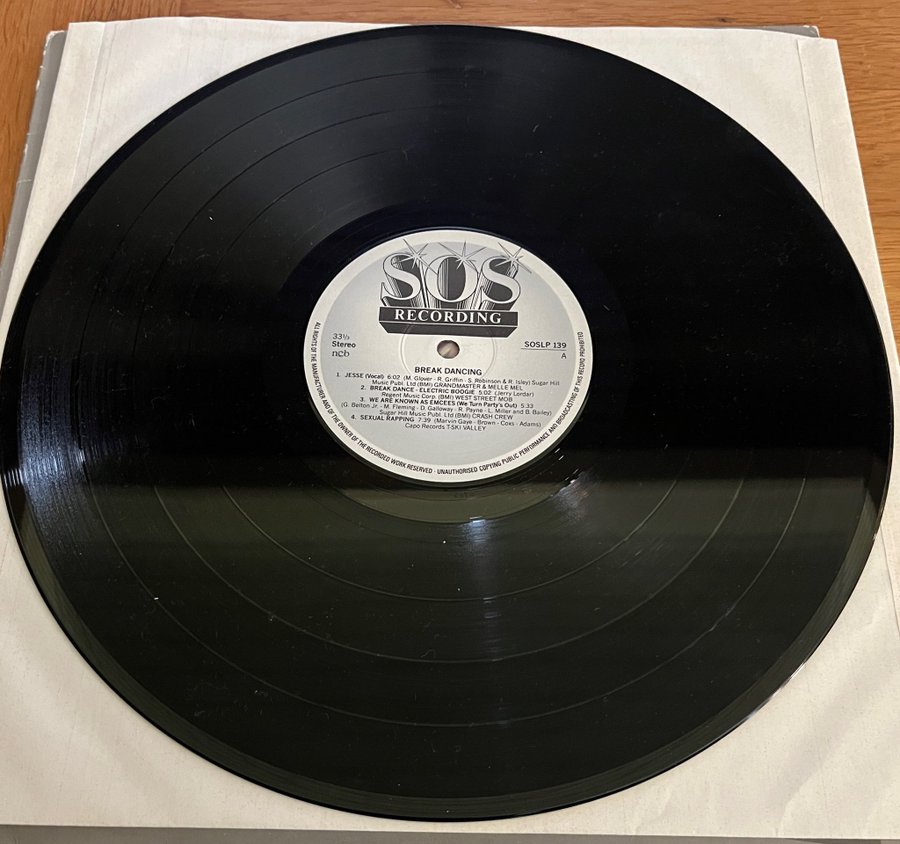 SOS
RECORDING
33⅓
Stereo
ncb
SOSLP 139
A
BREAK DANCING
1. JESSE (Vocal) 6:02 (M. Glover - R. Griffin - S. Robinson & R. Isley) Sugar Hill
Music Publ. Ltd (BMI) GRANDMASTER & MELLE MEL
2. BREAK DANCE - ELECTRIC BOOGIE 5:02 (Jerry Lordar)
Regent Music Corp. (BMI) WEST STREET MOB
3. WE ARE KNOWN AS EMCEES (We Turn Party's Out) 5:33
(G. Belton Jr - M. Fleming - D. Galloway - R. Payne - L. Miller and B. Bailey)
Sugar Hill Music Publ. Ltd (BMI) CRASH CREW
4. SEXUAL RAPPING 7:39 (Marvin Gaye - Brown - Coxs - Adams)
Capo Records T-SKI VALLEY
ALL RIGHTS OF THE MANUFACTURER AND OF THE OWNER OF THE RECORDED WORK RESERVED - UNAUTHORISED COPYING PUBLIC PERFORMANCE AND BROADCASTING OF THIS RECORD PROHIBITED